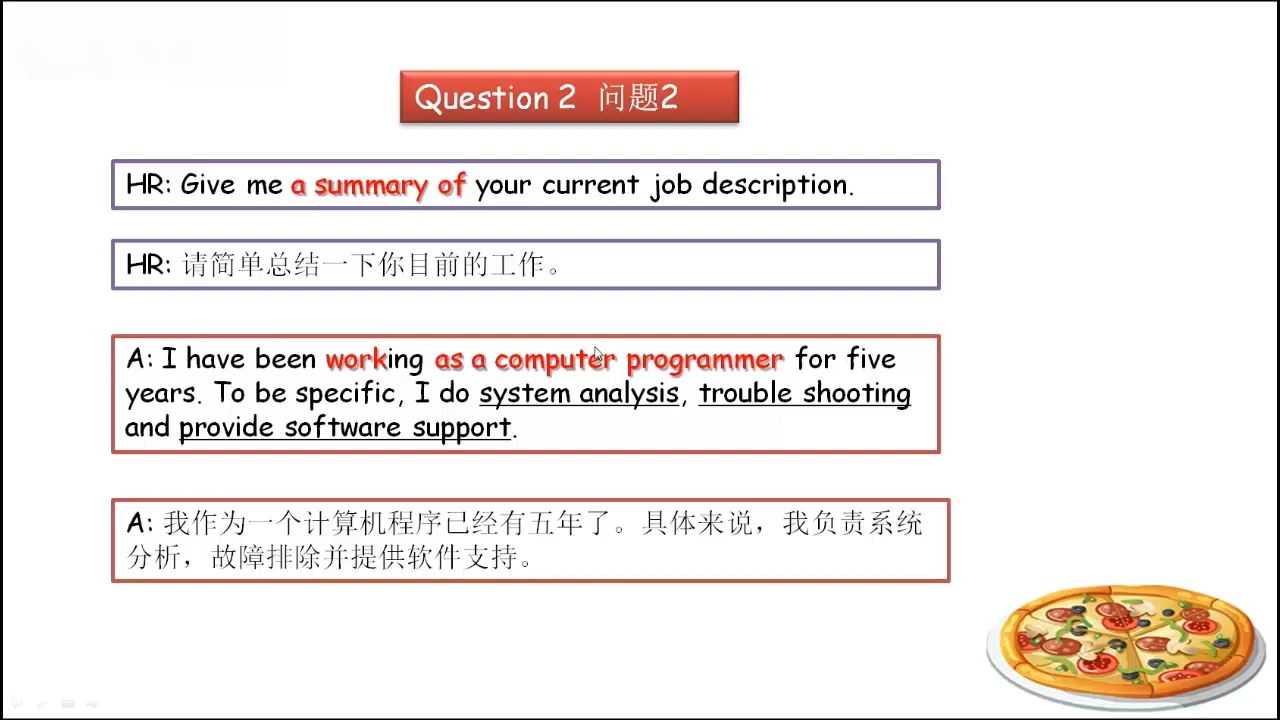 Question 2 问题2
HR: Give me a summary of your current job description.
HR: 请简单总结一下你目前的工作。
A: I have been working as a computer programmer for five
years. To be specific, I do system analysis, trouble shooting
and provide software support.
A: 我作为一个计算机程序已经有五年了。具体来说，我负责系统
分析，故障排除并提供软件支持。